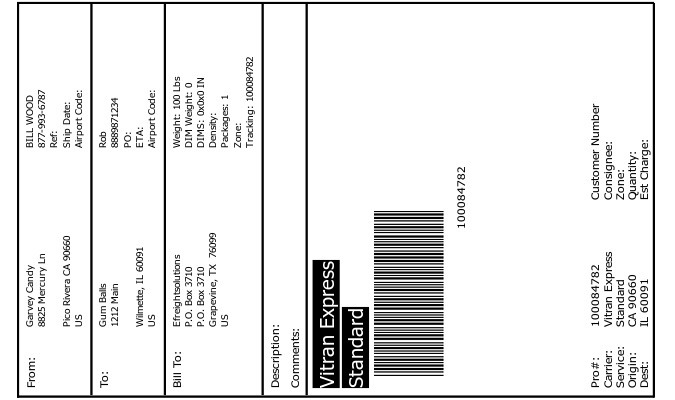 From: Garvey Candy BILL WOOD
8825 Mercury Ln 877-993-6787
Ref:
Pico Rivera CA 90660 Ship Date:
US Airport Code:
To: Gum Balls Rob
1212 Main 8889871234
PO:
Wilmette, IL 60091 ETA:
US Airport Code:
Bill To: Efreightsolutions Weight: 100 Lbs
P.O. Box 3710 DIM Weight: 0
P.O. Box 3710 DIMS: 0x0x0 IN
Grapevine, TX 76099 Density:
US Packages: 1
Zone:
Tracking: 100084782
Description:
Comments:
Vitran Express
Standard
100084782
Pro#: 100084782 Customer Number
Carrier: Vitran Express Consignee:
Service: Standard Zone:
Origin: CA 90660 Quantity:
Dest: IL 60091 Est Charge: